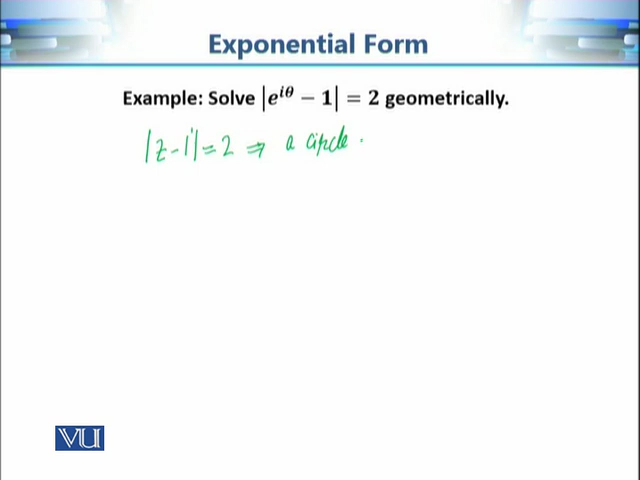 Exponential Form
Example: Solve |e^{iθ} − 1| = 2 geometrically.
|z-1|=2 ⇒ a circle
VU